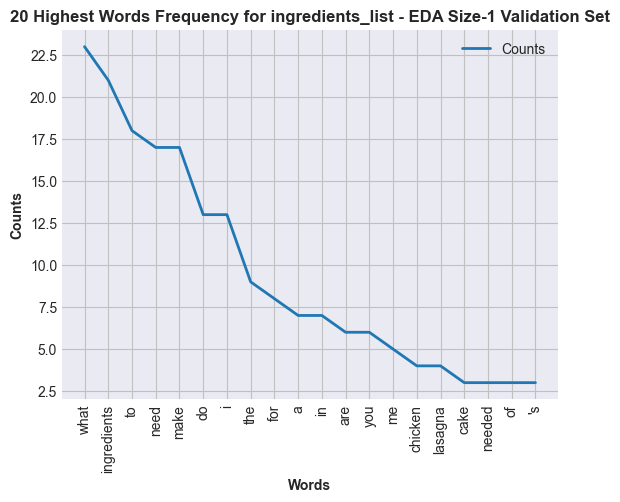 20 Highest Words Frequency for ingredients_list - EDA Size-1 Validation Set
Counts
22.5
20.0
17.5
15.0
12.5
10.0
7.5
5.0
2.5
Counts
what
ingredients
to
need
make
do
i
the
for
a
in
are
you
me
chicken
lasagna
cake
needed
of
's
Words